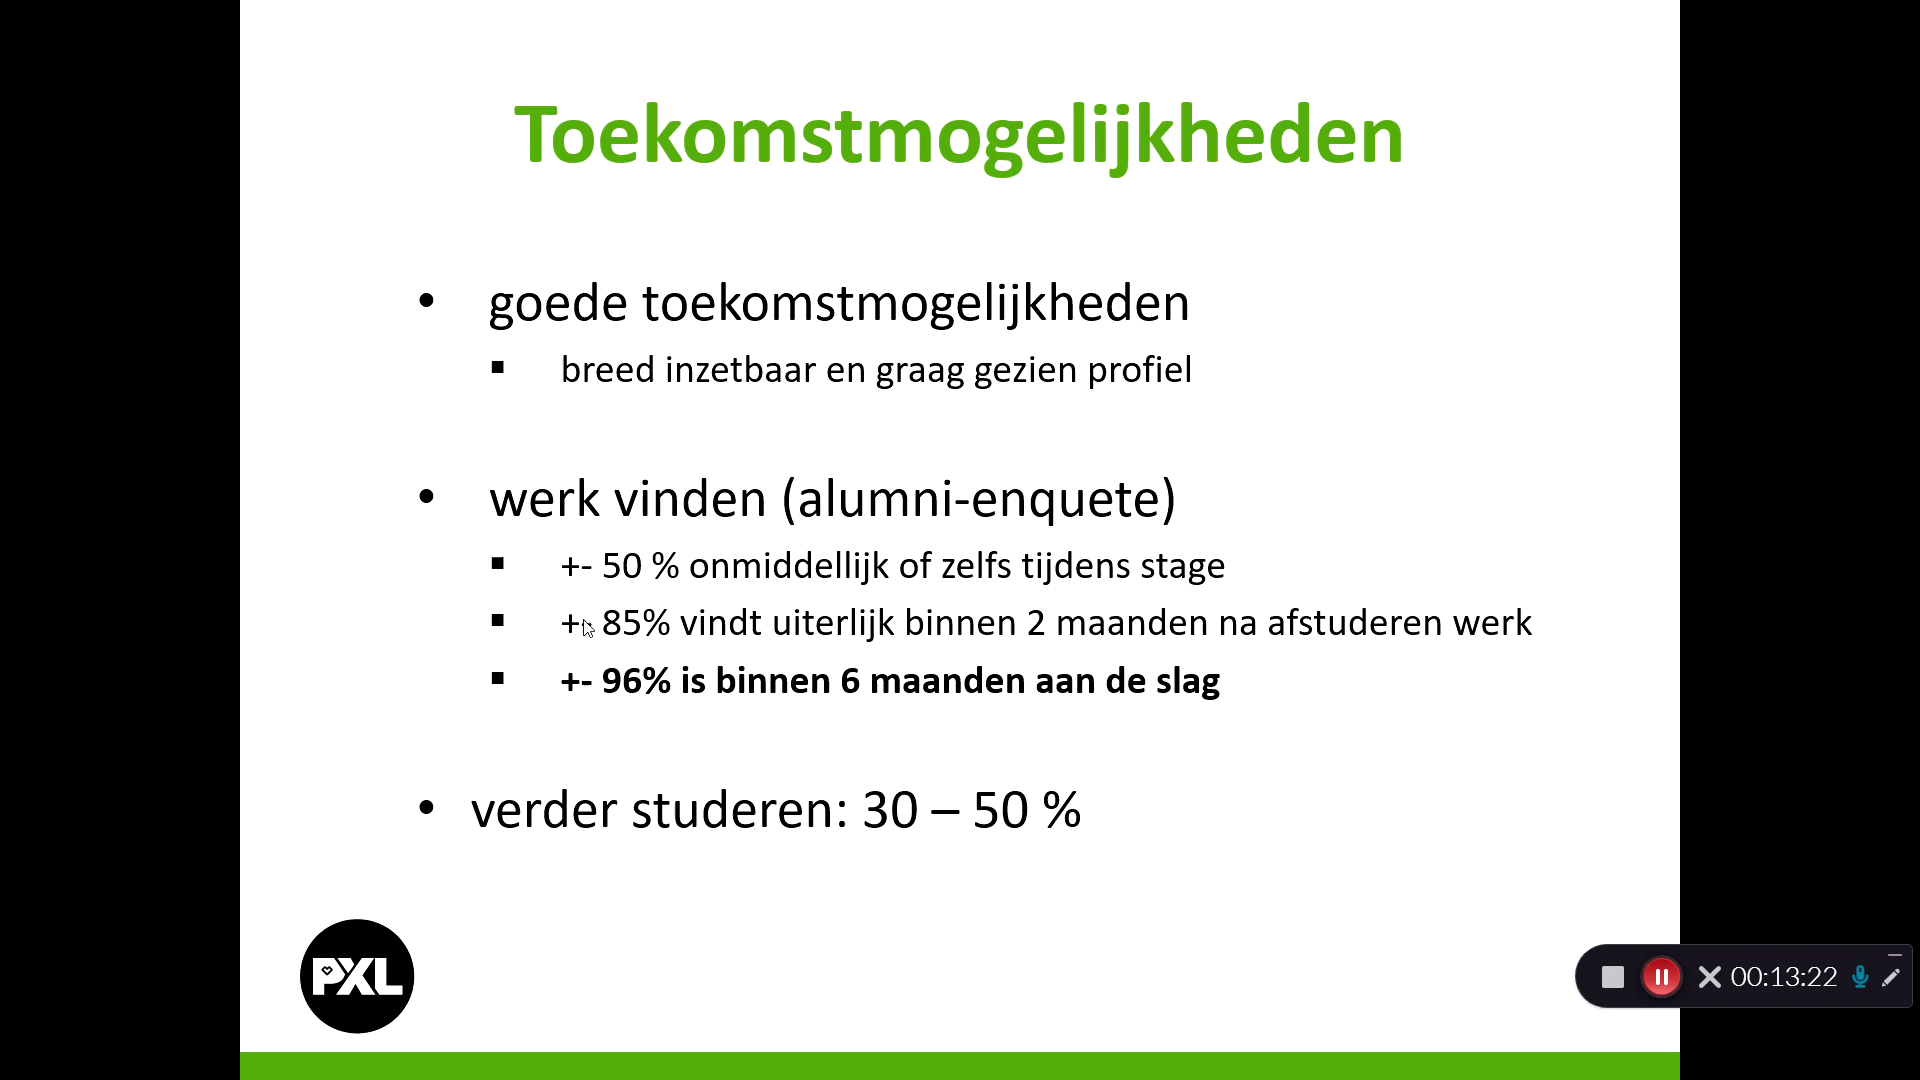 Toekomstmogelijkheden
• goede toekomstmogelijkheden
▪ breed inzetbaar en graag gezien profiel
• werk vinden (alumni-enquete)
▪ +- 50 % onmiddellijk of zelfs tijdens stage
▪ +- 85% vindt uiterlijk binnen 2 maanden na afstuderen werk
▪ +- 96% is binnen 6 maanden aan de slag
• verder studeren: 30 – 50 %
PXL
00:13:22